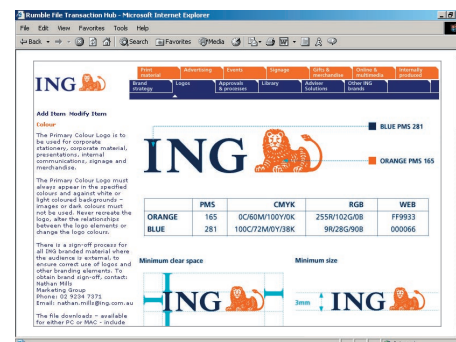 Rumble File Transaction Hub - Microsoft Internet Explorer
File Edit View Favorites Tools Help
Back Search Favorites Media
ING
Print material Advertising Events Signage Gifts & merchandise Online & multimedia Internally produced
Brand strategy Logos Approvals & processes Library Adviser Solutions Other ING brands
Add Item Modify Item
Colour
The Primary Colour Logo is to
be used for corporate
stationery, corporate material,
presentations, internal
communications, signage and
merchandise.
The Primary Colour Logo must
always appear in the specified
colours and against white or
light coloured backgrounds –
images or dark colours must
not be used. Never recreate the
logo, alter the relationships
between the logo elements or
change the logo colours.
There is a sign-off process for
all ING branded material where
the audience is external, to
ensure correct use of logos and
other branding elements. To
obtain brand sign-off, contact:
Nathan Mills
Marketing Group
Phone: 02 9234 7371
Email: nathan.mills@ing.com.au
The file downloads – available
for either PC or MAC – include
BLUE PMS 281
ING
ORANGE PMS 165
PMS CMYK RGB WEB
ORANGE 165 0C/60M/100Y/0K 255R/102G/0B FF9933
BLUE 281 100C/72M/0Y/38K 9R/28G/90B 000066
Minimum clear space
ING
Minimum size
3mm
ING